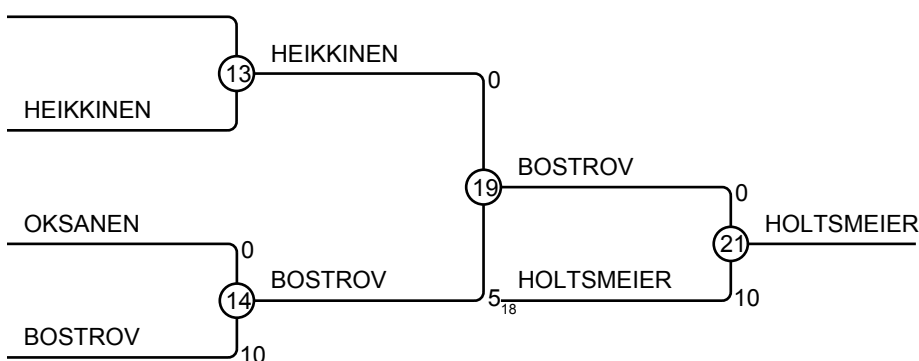 HEIKKINEN
13
0
HEIKKINEN
BOSTROV
19
0
OKSANEN
HOLTSMEIER
0
21
BOSTROV
HOLTSMEIER
14
5
18
10
BOSTROV
10